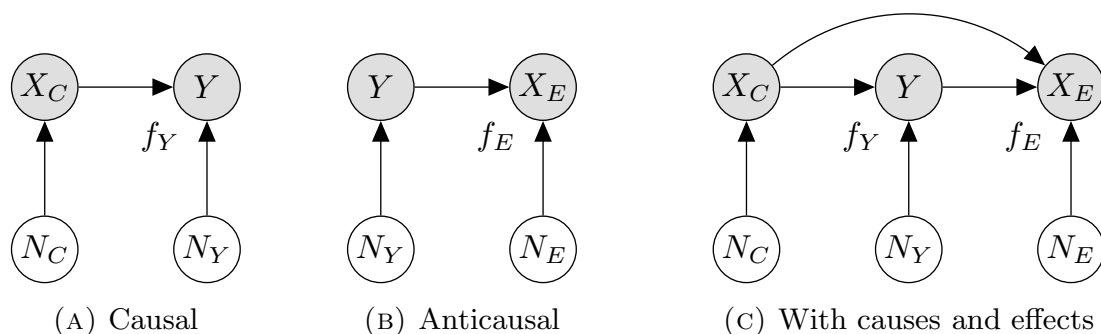 X_C Y Y X_E X_C Y X_E
f_Y f_E f_Y f_E
N_C N_Y N_Y N_E N_C N_Y N_E
(A) Causal (B) Anticausal (C) With causes and effects